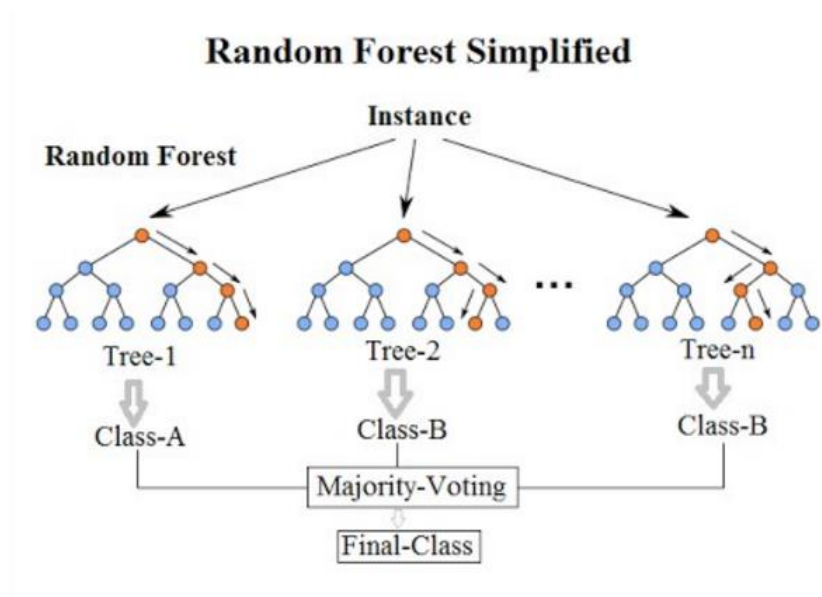 Random Forest Simplified
Instance
Random Forest
...
Tree-1
Tree-2
Tree-n
Class-A
Class-B
Class-B
Majority-Voting
Final-Class